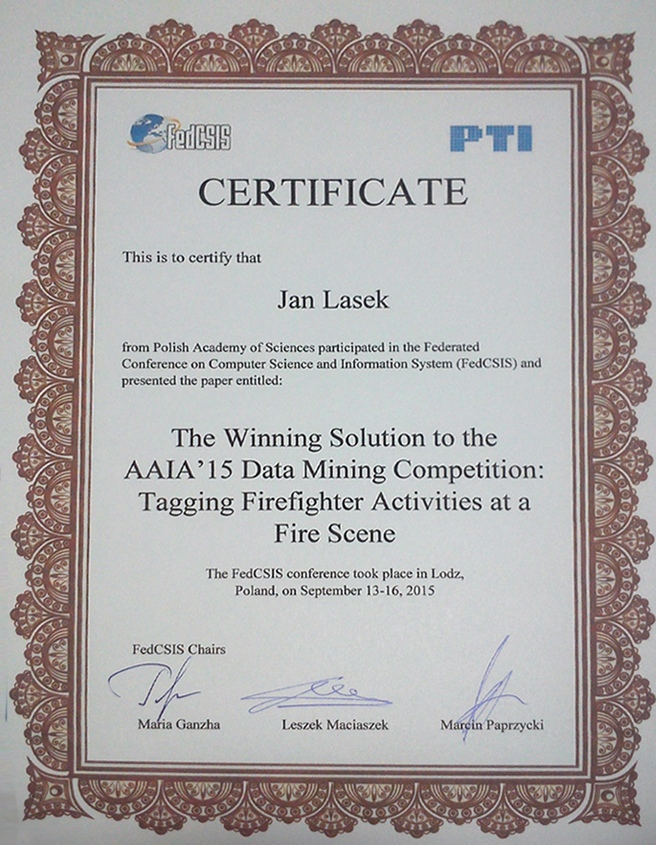 FedCSIS
PTI
CERTIFICATE
This is to certify that
Jan Lasek
from Polish Academy of Sciences participated in the Federated
Conference on Computer Science and Information System (FedCSIS) and
presented the paper entitled:
The Winning Solution to the
AAIA'15 Data Mining Competition:
Tagging Firefighter Activities at a
Fire Scene
The FedCSIS conference took place in Lodz,
Poland, on September 13-16, 2015
FedCSIS Chairs
Maria Ganzha
Leszek Maciaszek
Marcin Paprzycki